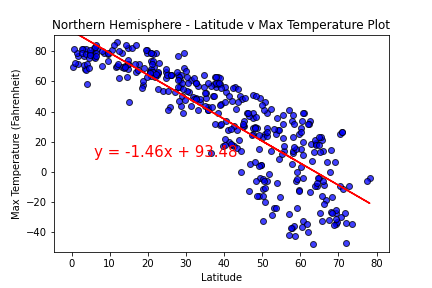 Northern Hemisphere - Latitude v Max Temperature Plot
Max Temperature (Fahrenheit)
80
60
40
20
0
−20
−40
y = -1.46x + 93.48
0 10 20 30 40 50 60 70 80
Latitude